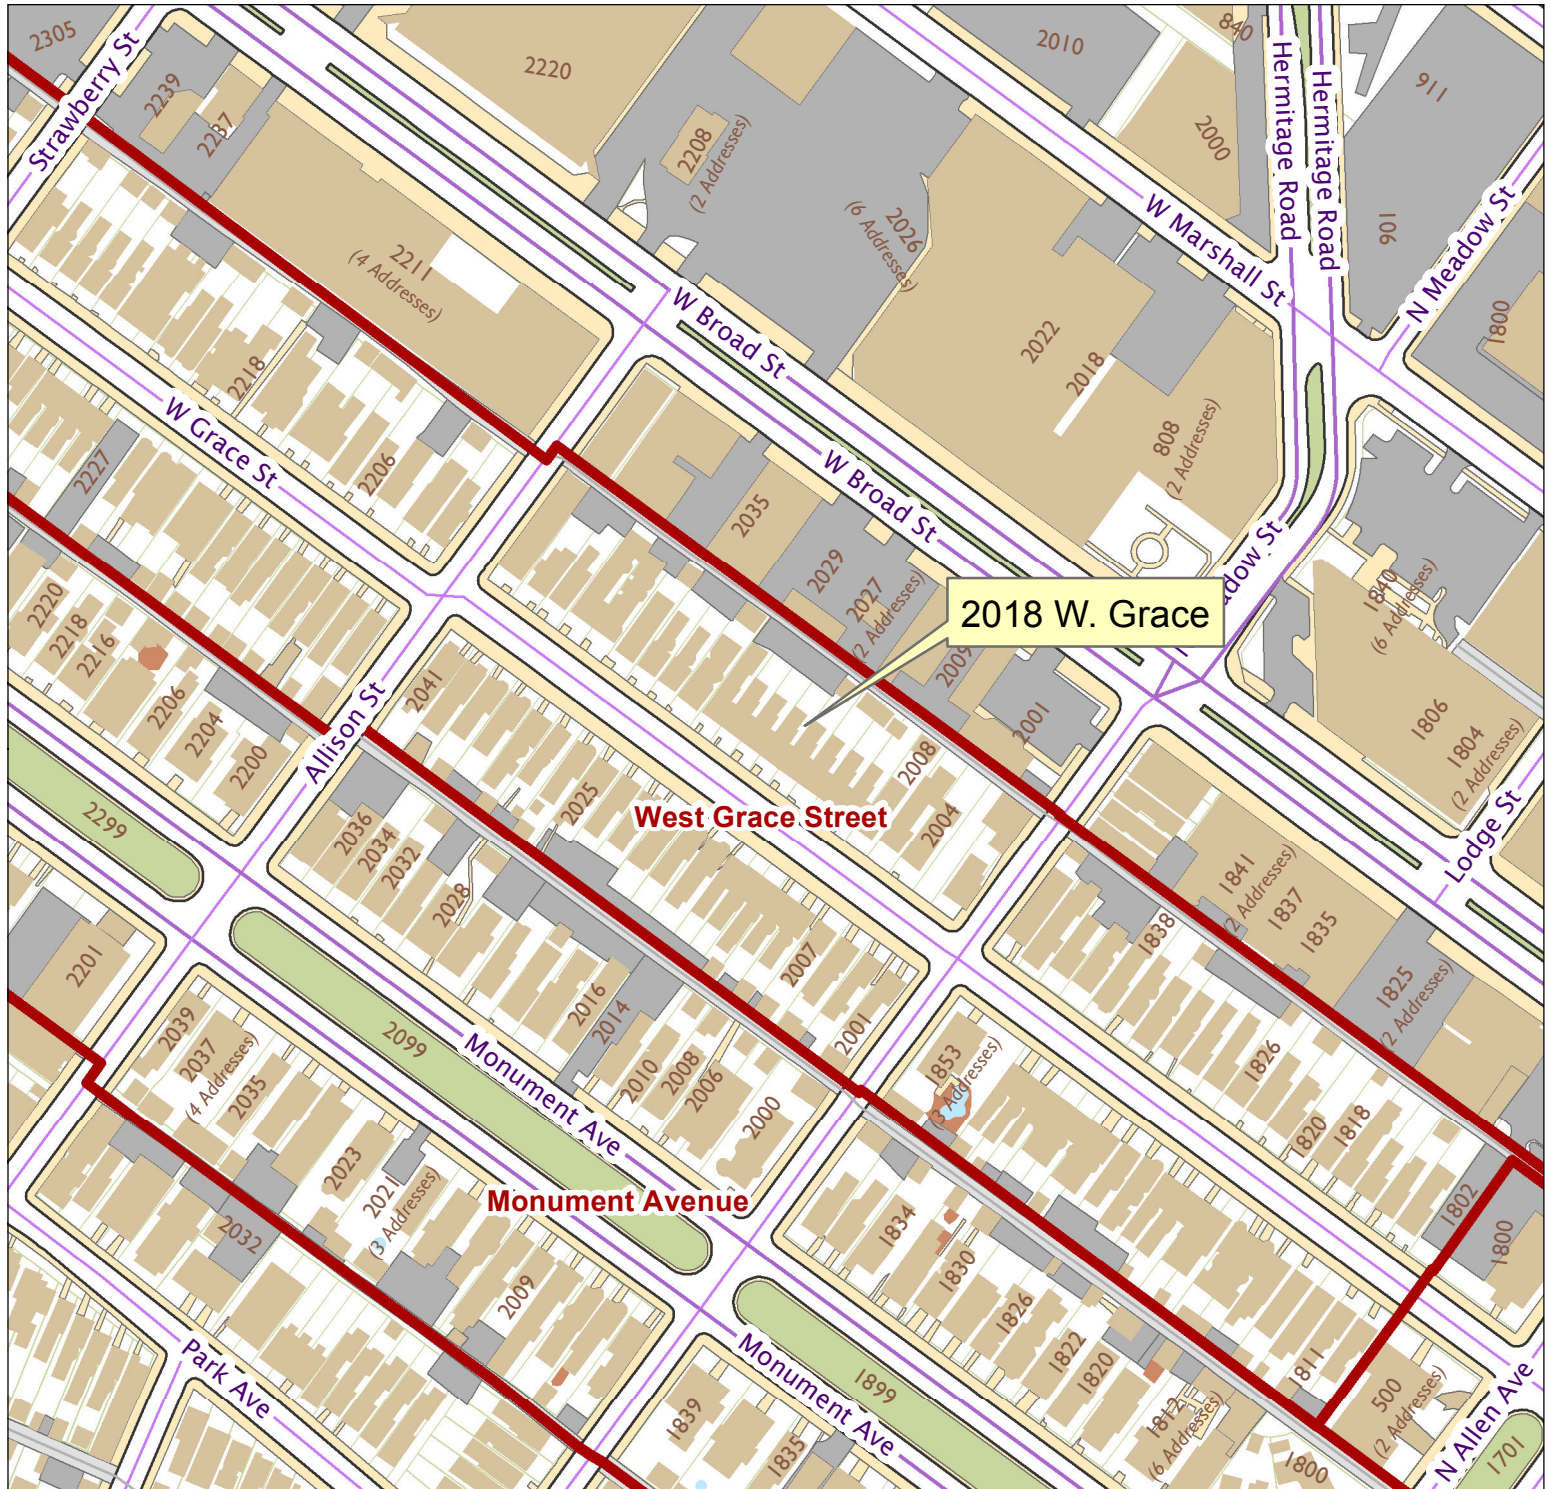 2305
Strawberry St
2239
2237
2220
2208
(2 Addresses)
2010
840
2000
Hermitage Road
Hermitage Road
911
901
N Meadow St
1800
2211
(4 Addresses)
2026
(6 Addresses)
W Marshall St
W Broad St
2022
2018
808
(2 Addresses)
2218
W Grace St
2206
2227
W Broad St
2035
2029
2027
(2 Addresses)
2009
2001
2018 W. Grace
adow St
1840
(6 Addresses)
1806
1804
(2 Addresses)
Lodge St
2220
2218
2216
2206
2204
2200
Allison St
2041
2299
2025
2036
2034
2032
2028
West Grace Street
2008
2004
1841
(2 Addresses)
1837
1835
1838
1825
(2 Addresses)
2201
2007
2001
2016
2014
2010
2008
2006
2000
2099
Monument Ave
2039
2037
(4 Addresses)
2035
1853
(3 Addresses)
1826
1820
1818
1802
1800
2023
2021
(3 Addresses)
Monument Avenue
2032
2009
1834
1830
1826
1822
1820
1812
(6 Addresses)
1811
500
(2 Addresses)
N Allen Ave
1701
Park Ave
Monument Ave
1899
1839
1835
1800